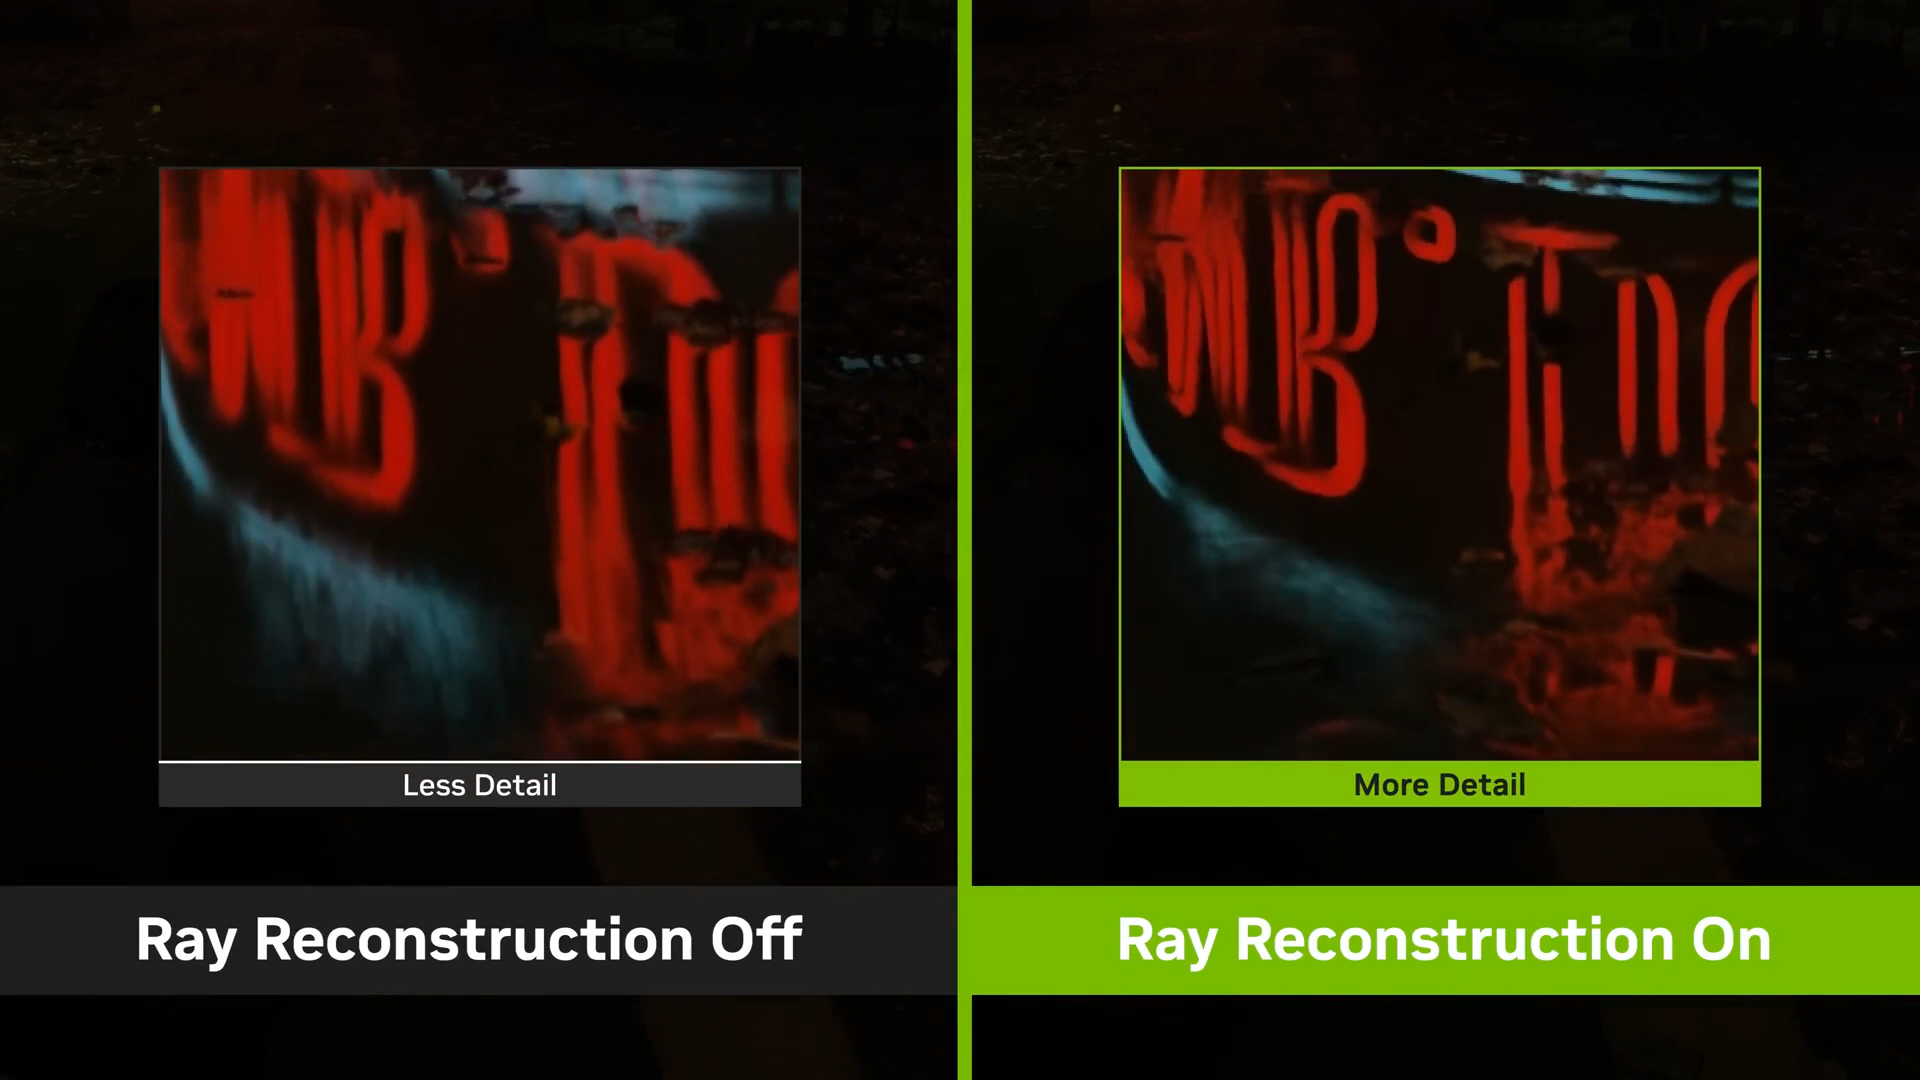 Less Detail
More Detail
Ray Reconstruction Off
Ray Reconstruction On